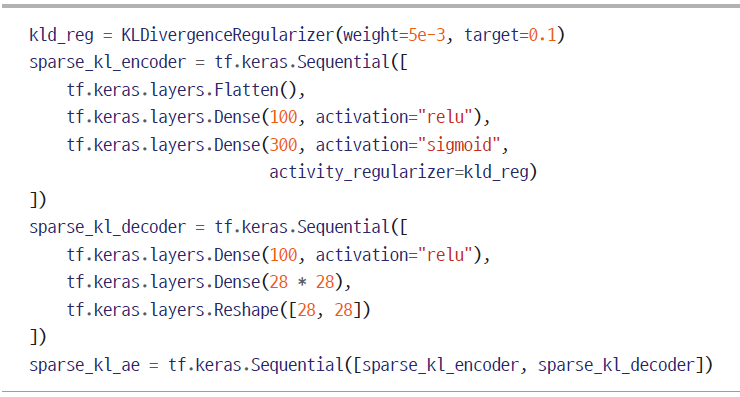 kld_reg = KLDivergenceRegularizer(weight=5e-3, target=0.1)
sparse_kl_encoder = tf.keras.Sequential([
    tf.keras.layers.Flatten(),
    tf.keras.layers.Dense(100, activation="relu"),
    tf.keras.layers.Dense(300, activation="sigmoid",
                          activity_regularizer=kld_reg)
])
sparse_kl_decoder = tf.keras.Sequential([
    tf.keras.layers.Dense(100, activation="relu"),
    tf.keras.layers.Dense(28 * 28),
    tf.keras.layers.Reshape([28, 28])
])
sparse_kl_ae = tf.keras.Sequential([sparse_kl_encoder, sparse_kl_decoder])